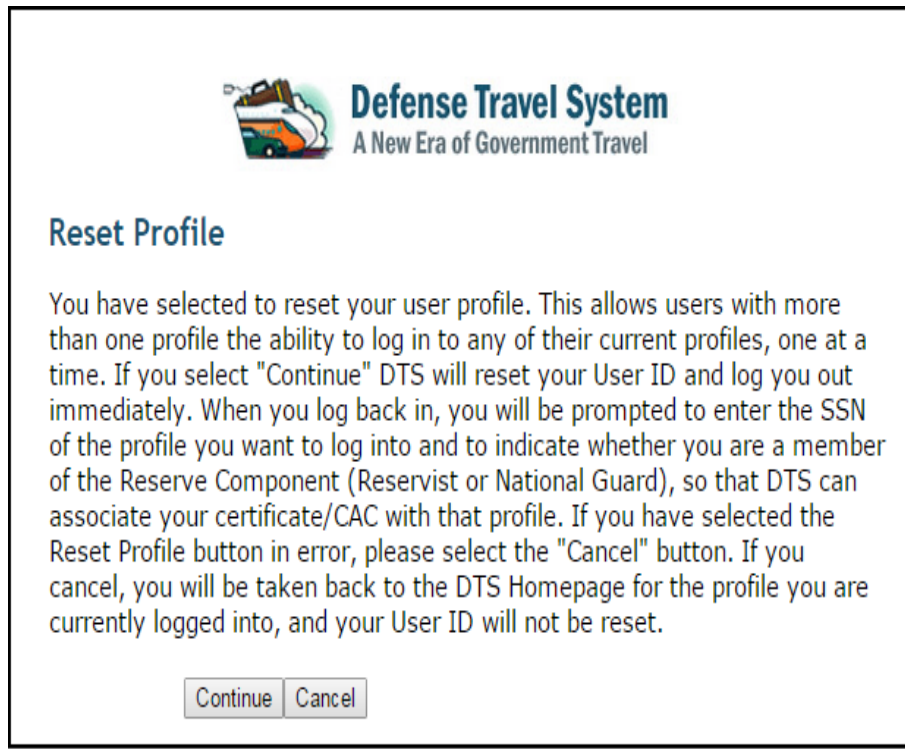 Defense Travel System
A New Era of Government Travel
Reset Profile
You have selected to reset your user profile. This allows users with more
than one profile the ability to log in to any of their current profiles, one at a
time. If you select "Continue" DTS will reset your User ID and log you out
immediately. When you log back in, you will be prompted to enter the SSN
of the profile you want to log into and to indicate whether you are a member
of the Reserve Component (Reservist or National Guard), so that DTS can
associate your certificate/CAC with that profile. If you have selected the
Reset Profile button in error, please select the "Cancel" button. If you
cancel, you will be taken back to the DTS Homepage for the profile you are
currently logged into, and your User ID will not be reset.
Continue Cancel